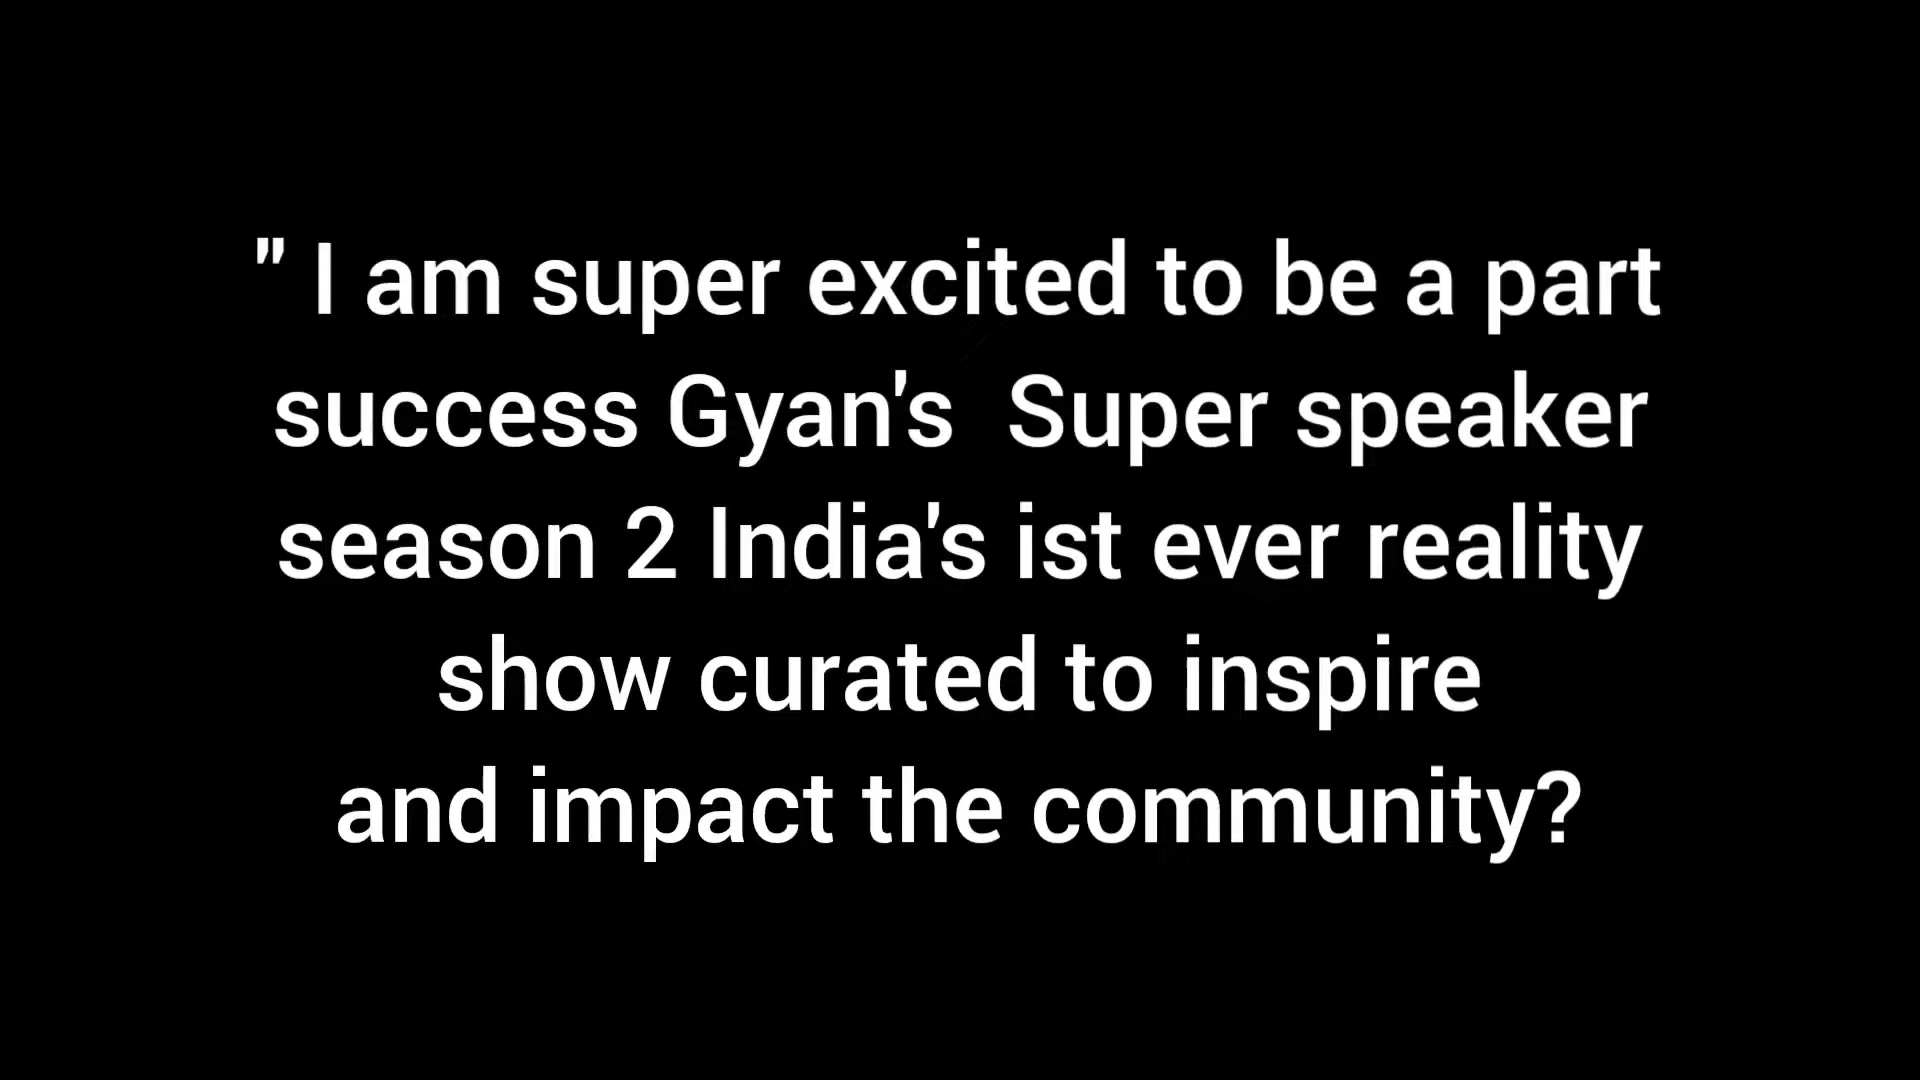 " I am super excited to be a part
success Gyan's  Super speaker
season 2 India's ist ever reality
show curated to inspire
and impact the community?